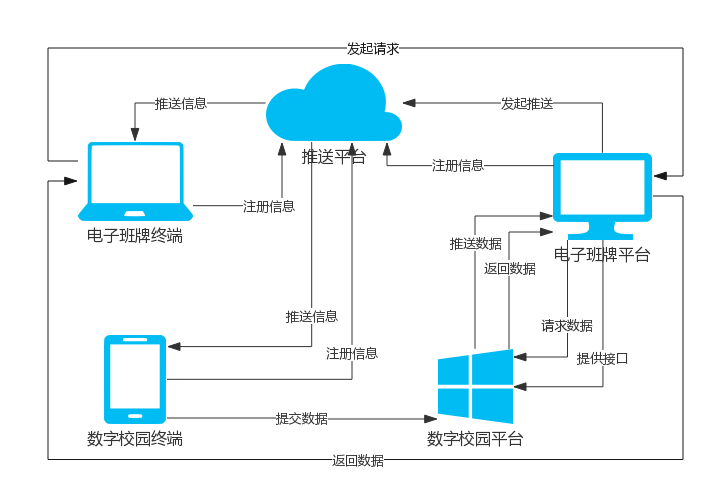 发起请求
推送信息
发起推送
推送平台
注册信息
注册信息
电子班牌终端
推送数据
电子班牌平台
返回数据
推送信息
请求数据
注册信息
提供接口
提交数据
数字校园终端
数字校园平台
返回数据